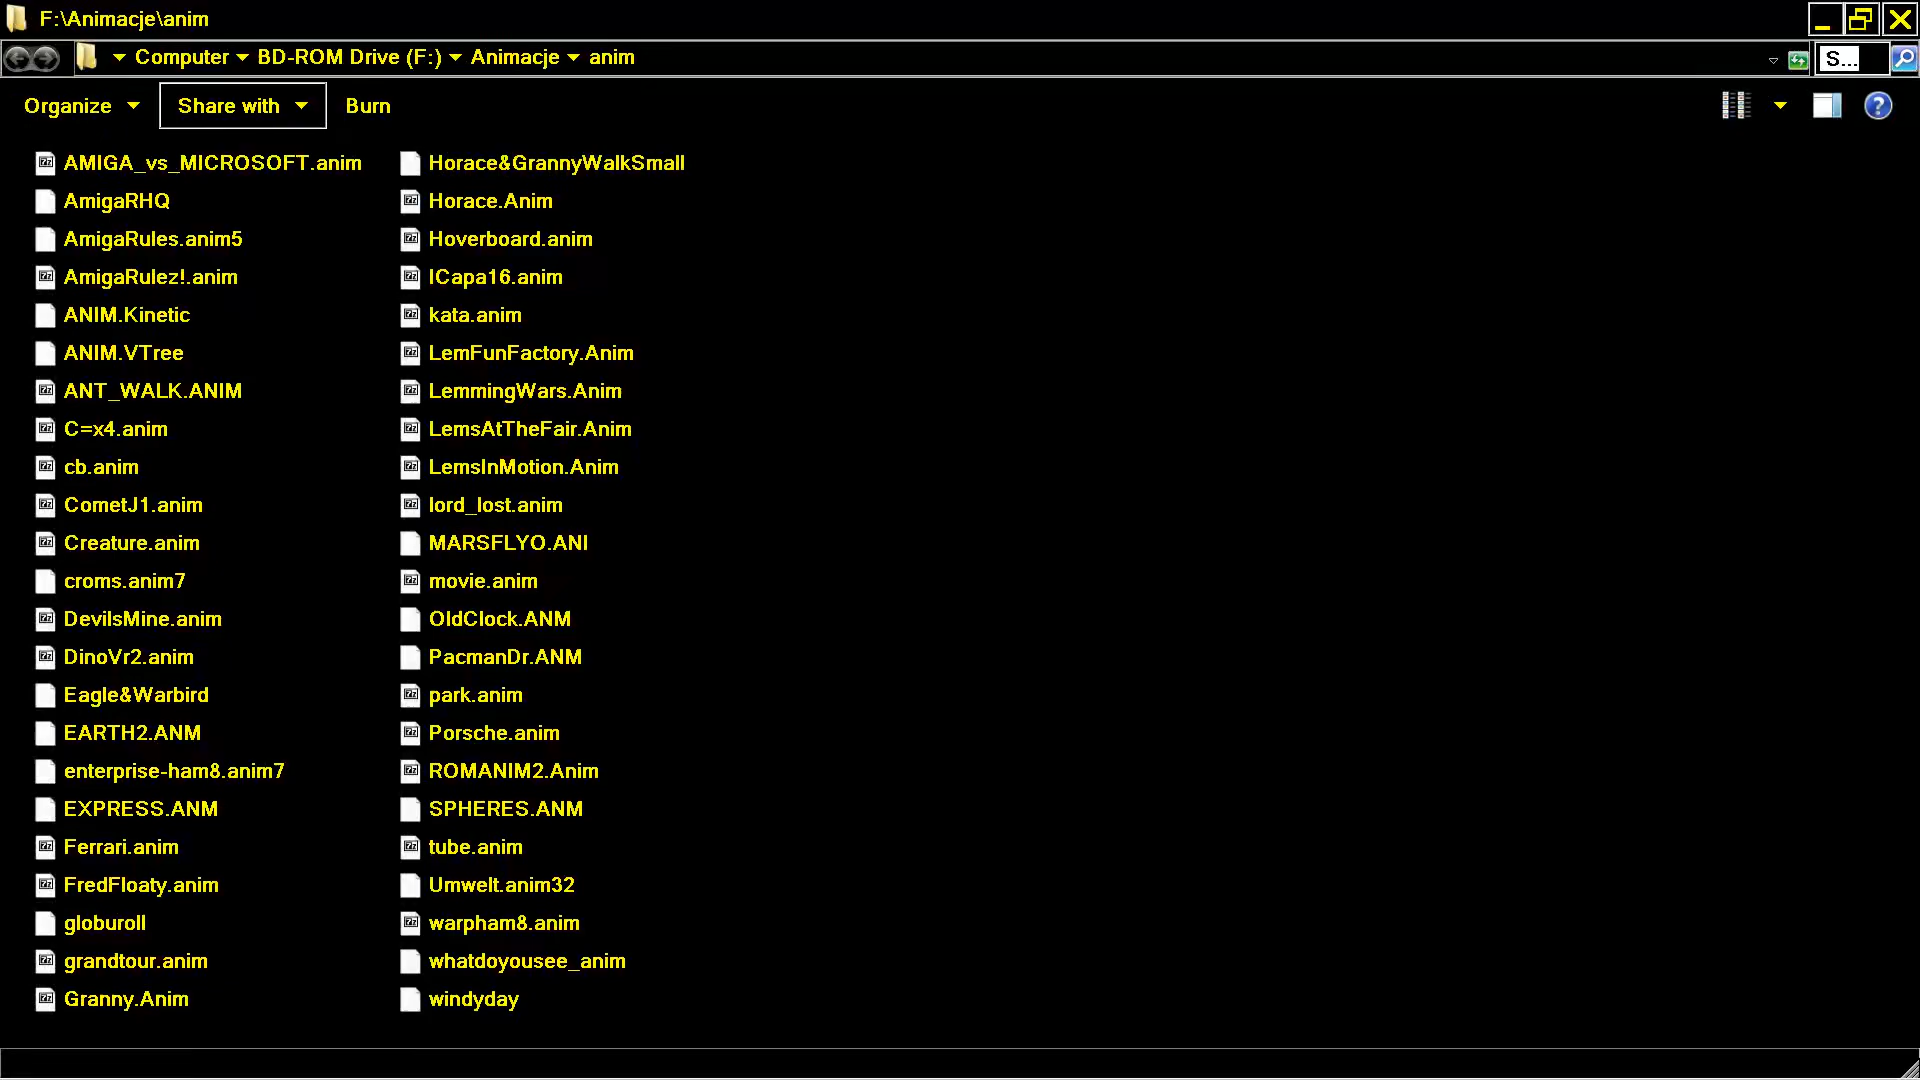 F:\Animacje\anim
Computer BD-ROM Drive (F:) Animacje anim
S...
Organize Share with Burn
AMIGA_vs_MICROSOFT.anim
AmigaRHQ
AmigaRules.anim5
AmigaRulez!.anim
ANIM.Kinetic
ANIM.VTree
ANT_WALK.ANIM
C=x4.anim
cb.anim
CometJ1.anim
Creature.anim
croms.anim7
DevilsMine.anim
DinoVr2.anim
Eagle&Warbird
EARTH2.ANM
enterprise-ham8.anim7
EXPRESS.ANM
Ferrari.anim
FredFloaty.anim
globuroll
grandtour.anim
Granny.Anim
Horace&GrannyWalkSmall
Horace.Anim
Hoverboard.anim
ICapa16.anim
kata.anim
LemFunFactory.Anim
LemmingWars.Anim
LemsAtTheFair.Anim
LemsInMotion.Anim
lord_lost.anim
MARSFLYO.ANI
movie.anim
OldClock.ANM
PacmanDr.ANM
park.anim
Porsche.anim
ROMANIM2.Anim
SPHERES.ANM
tube.anim
Umwelt.anim32
warpham8.anim
whatdoyousee_anim
windyday